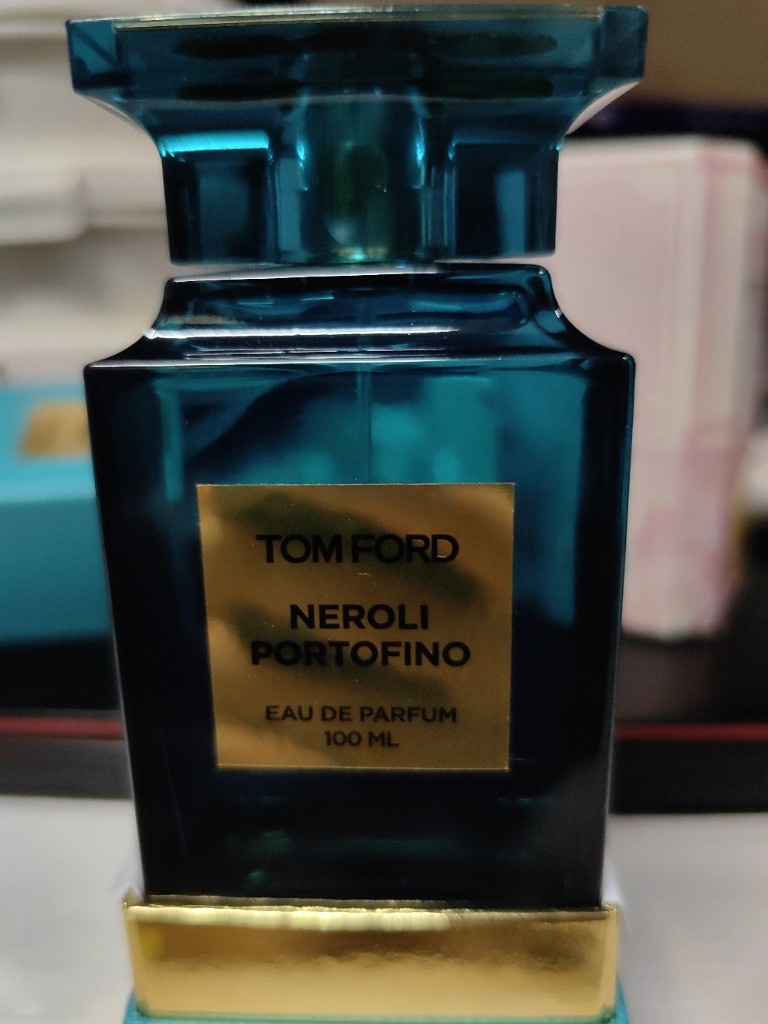 TOM FORD
NEROLI
PORTOFINO
EAU DE PARFUM
100 ML